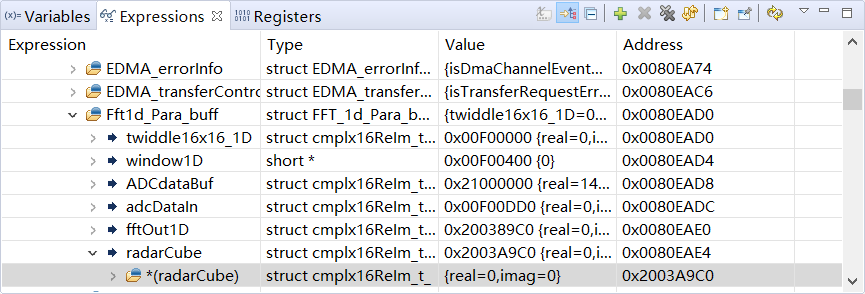 Variables Expressions Registers
Expression Type Value Address
EDMA_errorInfo struct EDMA_errorInf... {isDmaChannelEvent... 0x0080EA74
EDMA_transferContro struct EDMA_transfer... {isTransferRequestErr... 0x0080EAC6
Fft1d_Para_buff struct FFT_1d_Para_b... {twiddle16x16_1D=0... 0x0080EAD0
twiddle16x16_1D struct cmplx16ReIm_t... 0x00F00000 {real=0,i... 0x0080EAD0
window1D short * 0x00F00400 {0} 0x0080EAD4
ADCdataBuf struct cmplx16ReIm_t... 0x21000000 {real=14... 0x0080EAD8
adcDataIn struct cmplx16ReIm_t... 0x00F00DD0 {real=0,i... 0x0080EADC
fftOut1D struct cmplx16ReIm_t... 0x200389C0 {real=0,i... 0x0080EAE0
radarCube struct cmplx16ReIm_t... 0x2003A9C0 {real=0,i... 0x0080EAE4
*(radarCube) struct cmplx16ReIm_t_ {real=0,imag=0} 0x2003A9C0